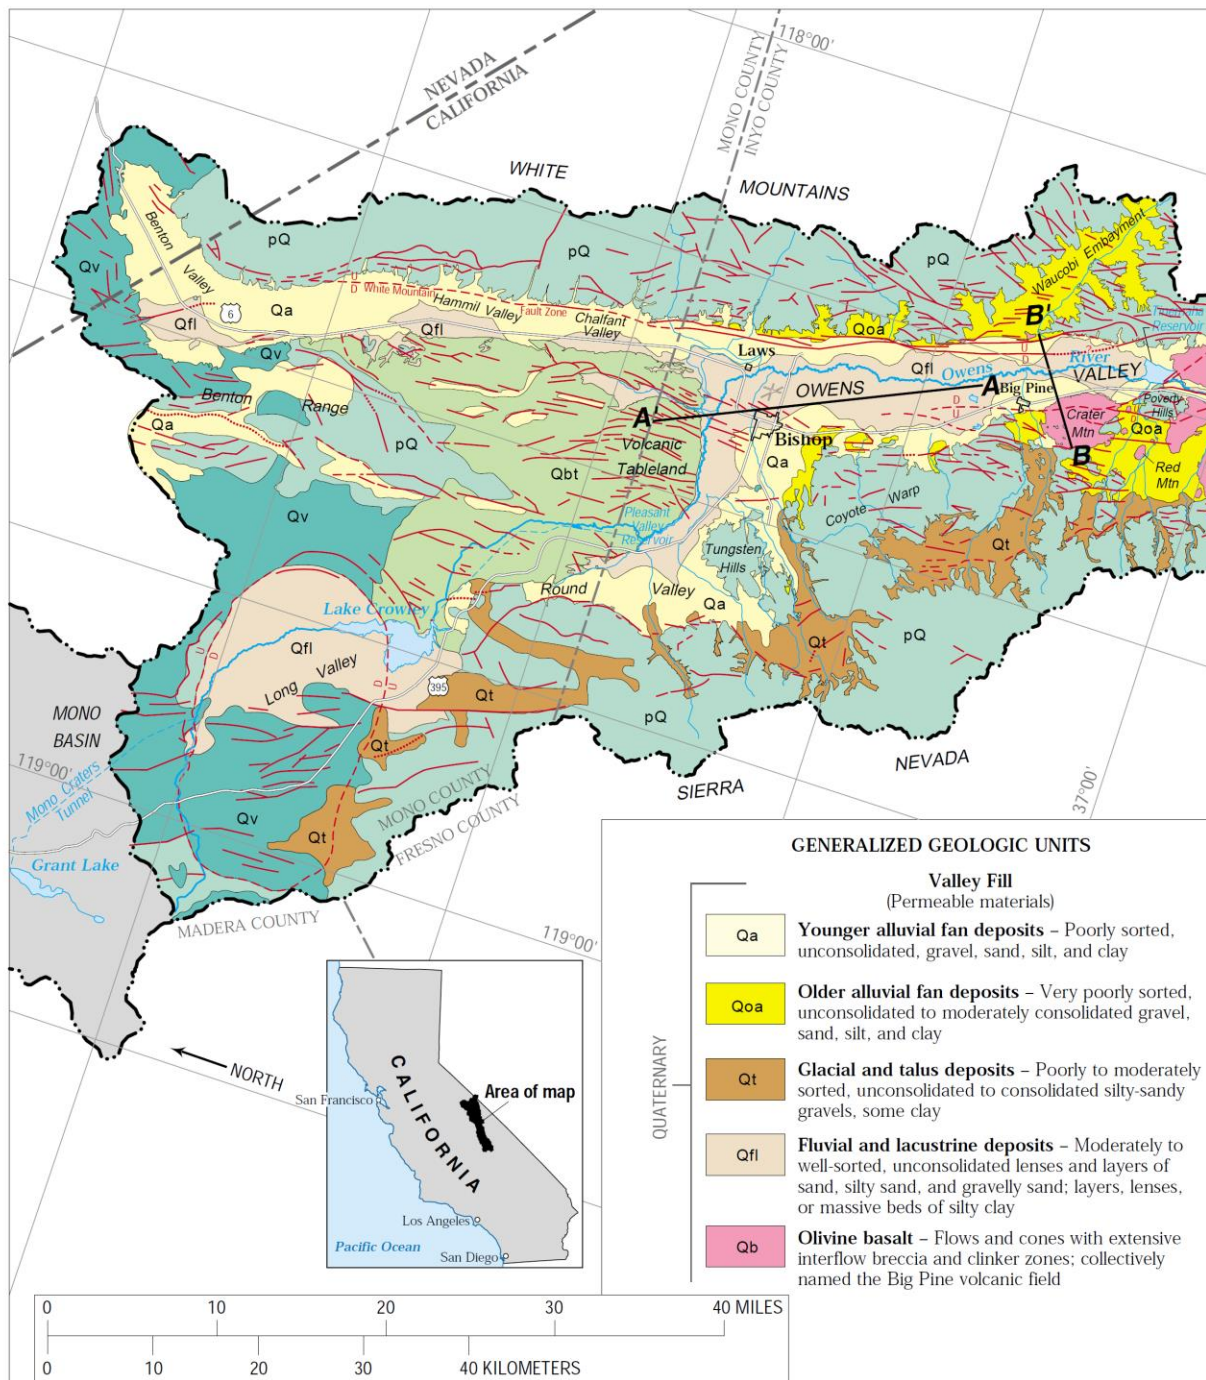 118°00'
NEVADA
CALIFORNIA
MONO COUNTY
INYO COUNTY
WHITE
MOUNTAINS
Benton
Valley
Qv
pQ
pQ
pQ
Waucobi Embayment
Qa
6
U
D
White Mountain
Fault Zone
Hammil Valley
Chalfant
Valley
Qfl
Qfl
Qoa
B'
Reservoir
Laws
Qfl
Owens
River
OWENS
VALLEY
Qv
Benton
Range
Qa
pQ
A'
A
Big Pine
D
U
D
Crater
Mtn
Poverty
Hills
Qoa
Volcanic
Tableland
Bishop
Qa
B
Red
Mtn
Qbt
Coyote Warp
Qv
Pleasant
Valley
Reservoir
Tungsten
Hills
Qt
Round
Valley
Qa
Lake Crowley
Qfl
Long Valley
U
D
D
U
395
Qt
Qt
pQ
pQ
MONO
BASIN
119°00'
Mono Craters
Tunnel
Qt
MONO COUNTY
FRESNO COUNTY
SIERRA
NEVADA
37°00'
Qv
Qt
Grant Lake
MADERA COUNTY
119°00'
NORTH
CALIFORNIA
San Francisco
Area of map
Los Angeles
Pacific Ocean
San Diego
GENERALIZED GEOLOGIC UNITS
Valley Fill
(Permeable materials)
QUATERNARY
Qa
Younger alluvial fan deposits – Poorly sorted,
unconsolidated, gravel, sand, silt, and clay
Qoa
Older alluvial fan deposits – Very poorly sorted,
unconsolidated to moderately consolidated gravel,
sand, silt, and clay
Qt
Glacial and talus deposits – Poorly to moderately
sorted, unconsolidated to consolidated silty-sandy
gravels, some clay
Qfl
Fluvial and lacustrine deposits – Moderately to
well-sorted, unconsolidated lenses and layers of
sand, silty sand, and gravelly sand; layers, lenses,
or massive beds of silty clay
Qb
Olivine basalt – Flows and cones with extensive
interflow breccia and clinker zones; collectively
named the Big Pine volcanic field
0 10 20 30 40 MILES
0 10 20 30 40 KILOMETERS